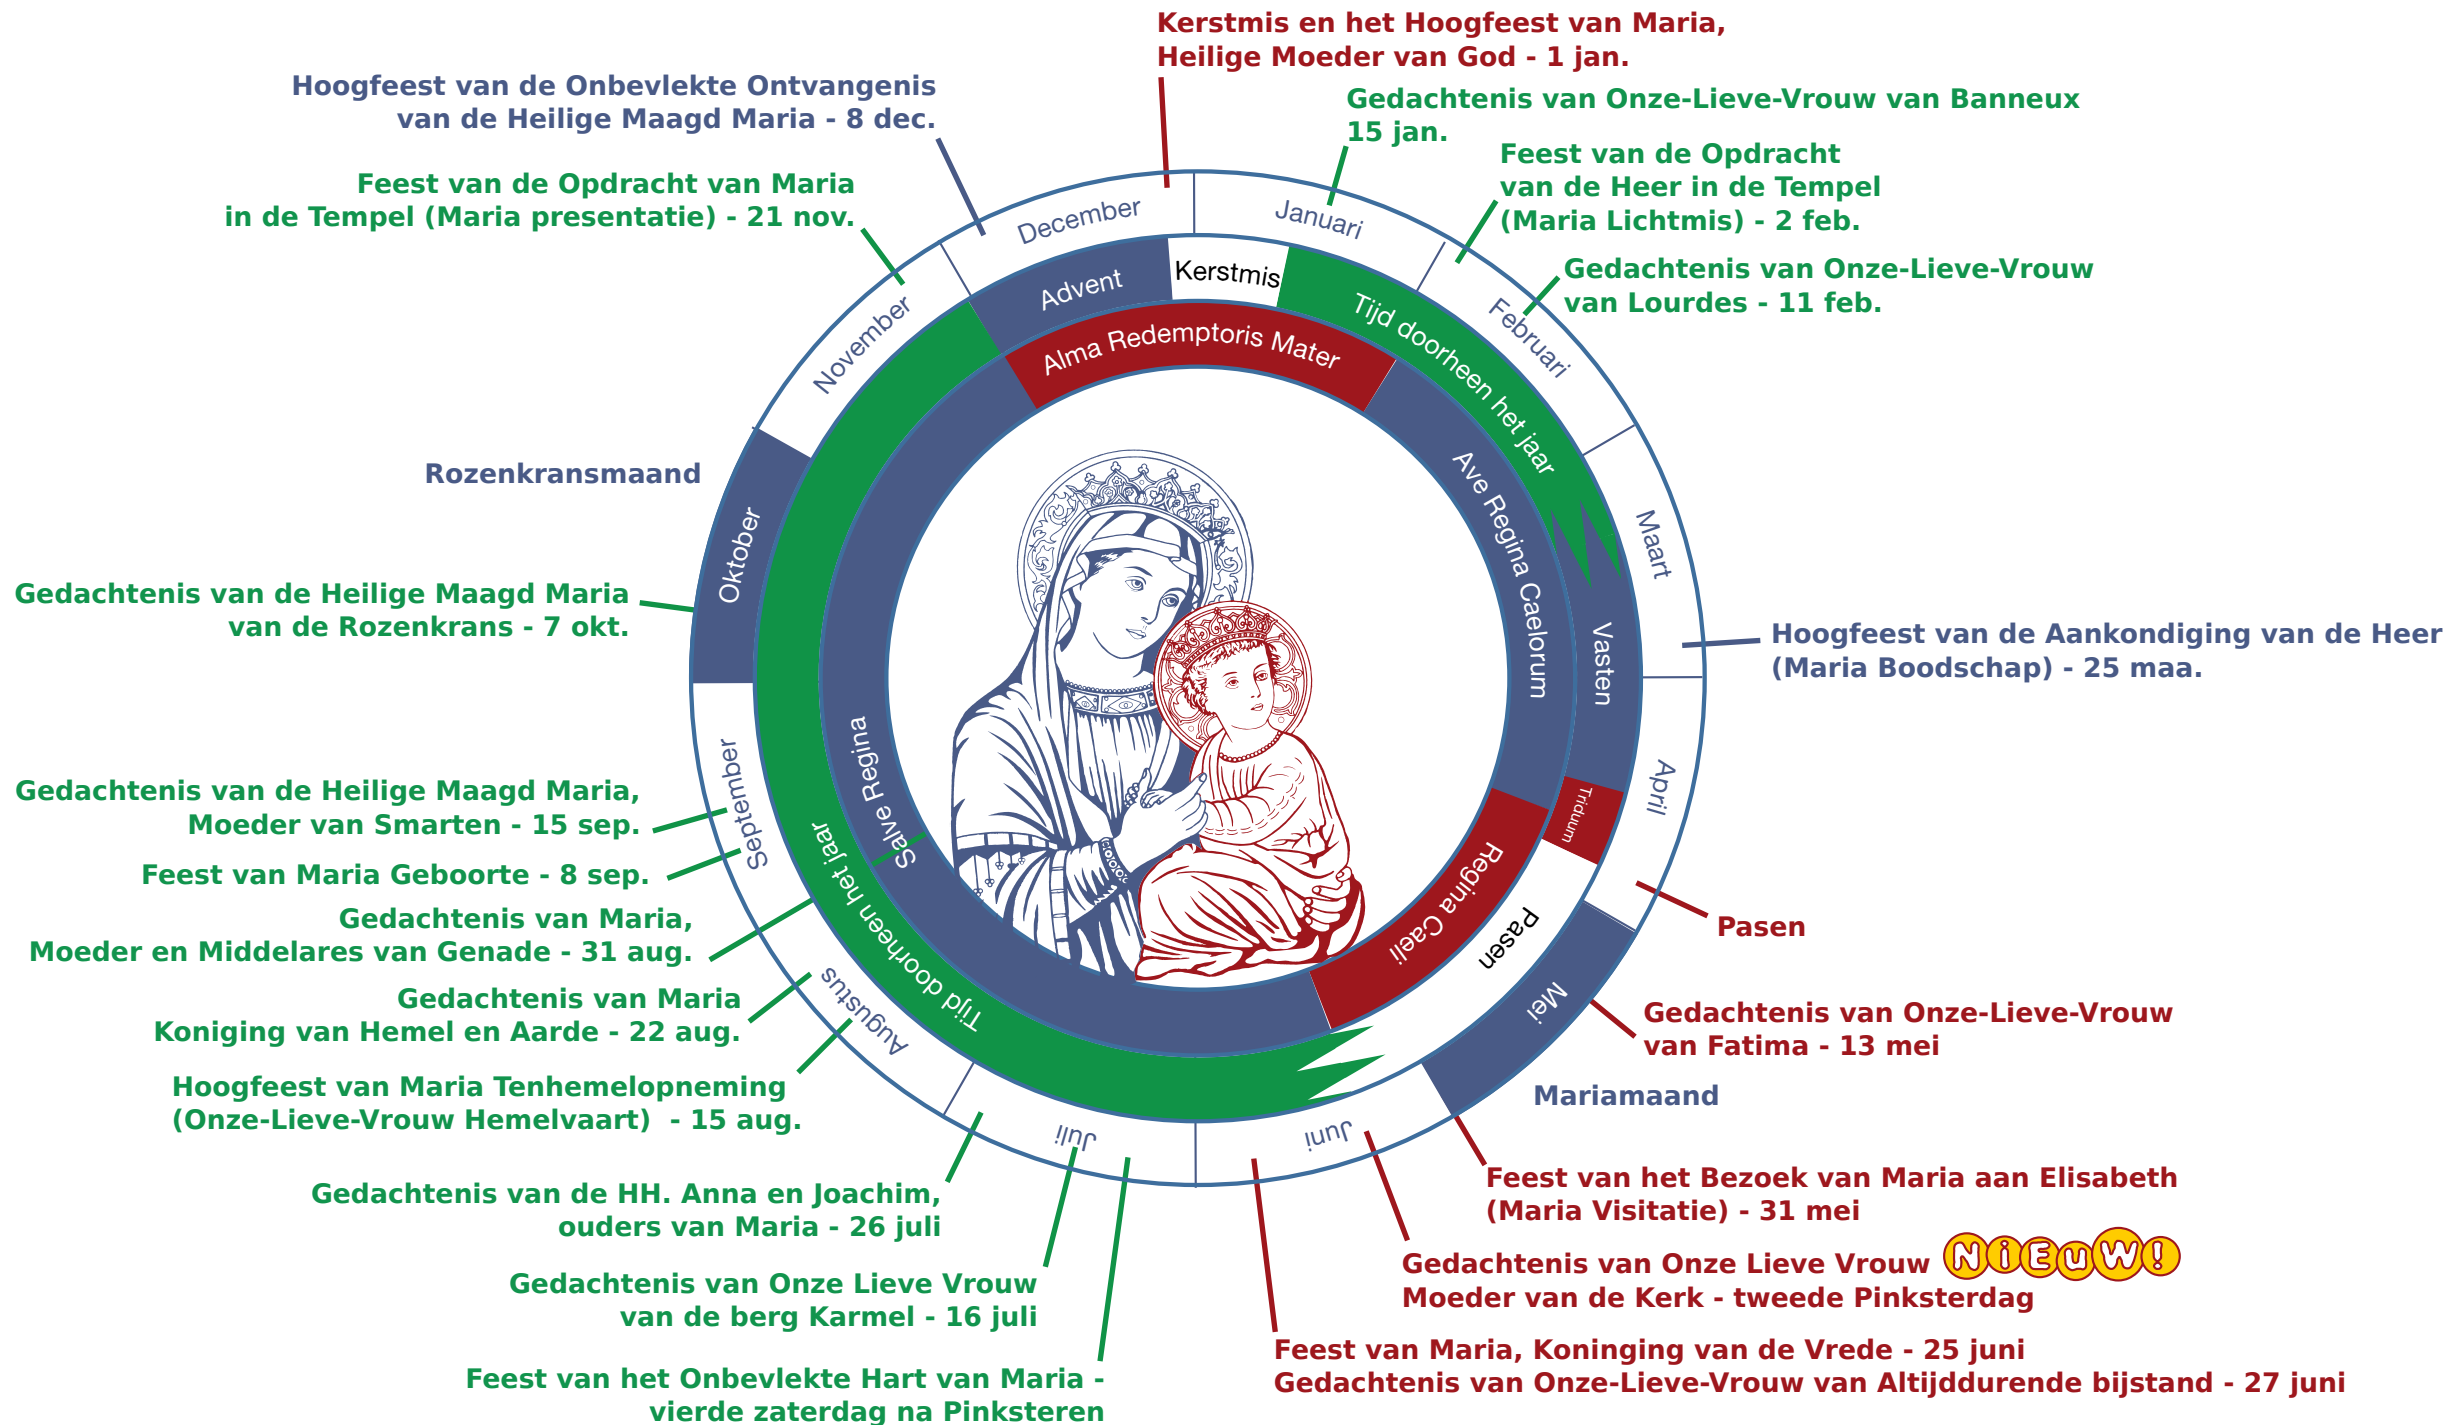 Kerstmis en het Hoogfeest van Maria,
Heilige Moeder van God - 1 jan.
Gedachtenis van Onze-Lieve-Vrouw van Banneux
15 jan.
Feest van de Opdracht
van de Heer in de Tempel
(Maria Lichtmis) - 2 feb.
Gedachtenis van Onze-Lieve-Vrouw
van Lourdes - 11 feb.
Hoogfeest van de Aankondiging van de Heer
(Maria Boodschap) - 25 maa.
Pasen
Gedachtenis van Onze-Lieve-Vrouw
van Fatima - 13 mei
Mariamaand
Feest van het Bezoek van Maria aan Elisabeth
(Maria Visitatie) - 31 mei
Gedachtenis van Onze Lieve Vrouw NiEuW!
Moeder van de Kerk - tweede Pinksterdag
Feest van Maria, Koninging van de Vrede - 25 juni
Gedachtenis van Onze-Lieve-Vrouw van Altijddurende bijstand - 27 juni
Feest van het Onbevlekte Hart van Maria -
vierde zaterdag na Pinksteren
Gedachtenis van Onze Lieve Vrouw
van de berg Karmel - 16 juli
Gedachtenis van de HH. Anna en Joachim,
ouders van Maria - 26 juli
Hoogfeest van Maria Tenhemelopneming
(Onze-Lieve-Vrouw Hemelvaart) - 15 aug.
Gedachtenis van Maria
Koniging van Hemel en Aarde - 22 aug.
Gedachtenis van Maria,
Moeder en Middelares van Genade - 31 aug.
Feest van Maria Geboorte - 8 sep.
Gedachtenis van de Heilige Maagd Maria,
Moeder van Smarten - 15 sep.
Gedachtenis van de Heilige Maagd Maria
van de Rozenkrans - 7 okt.
Rozenkransmaand
Feest van de Opdracht van Maria
in de Tempel (Maria presentatie) - 21 nov.
Hoogfeest van de Onbevlekte Ontvangenis
van de Heilige Maagd Maria - 8 dec.
Januari
Februari
Maart
April
Mei
Juni
Juli
Augustus
September
Oktober
November
December
Advent
Kerstmis
Tijd doorheen het jaar
Vasten
Triduum
Pasen
Tijd doorheen het jaar
Alma Redemptoris Mater
Ave Regina Caelorum
Regina Caeli
Salve Regina